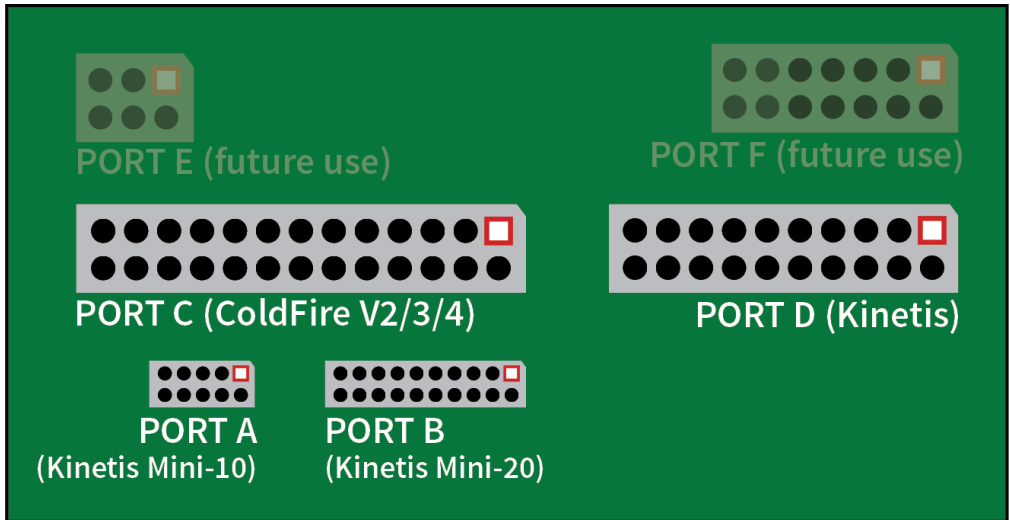 PORT E (future use)
PORT F (future use)
PORT C (ColdFire V2/3/4)
PORT D (Kinetis)
PORT A
(Kinetis Mini-10)
PORT B
(Kinetis Mini-20)